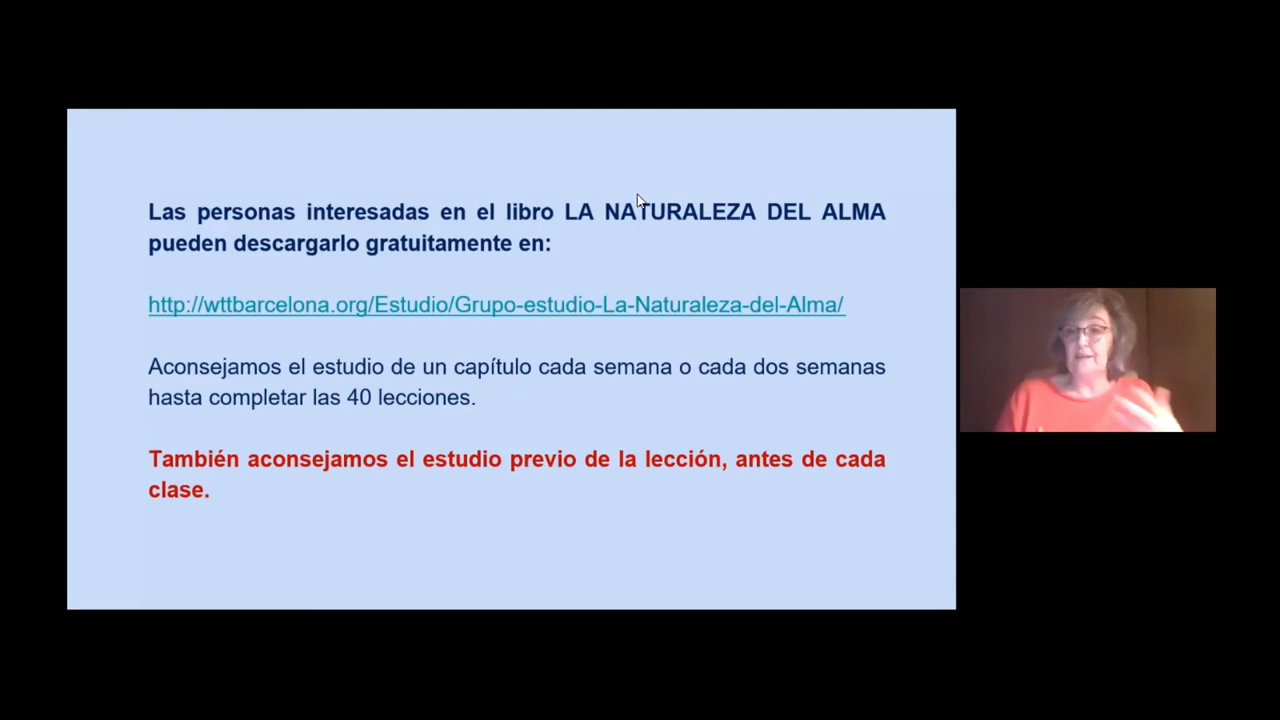 Las personas interesadas en el libro LA NATURALEZA DEL ALMA
pueden descargarlo gratuitamente en:
http://wttbarcelona.org/Estudio/Grupo-estudio-La-Naturaleza-del-Alma/
Aconsejamos el estudio de un capítulo cada semana o cada dos semanas
hasta completar las 40 lecciones.
También aconsejamos el estudio previo de la lección, antes de cada
clase.